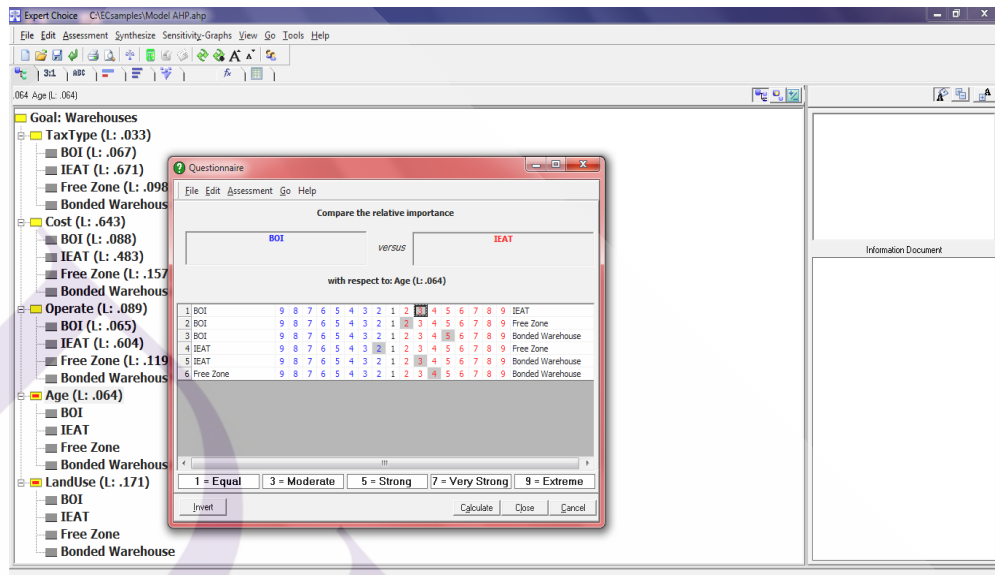 Expert Choice C:\ECsamples\Model AHP.ahp
File Edit Assessment Synthesize Sensitivity-Graphs View Go Tools Help
3:1 ABC fx
.064 Age (L: .064)
Goal: Warehouses
TaxType (L: .033)
BOI (L: .067)
IEAT (L: .671)
Free Zone (L: .098
Bonded Warehous
Cost (L: .643)
BOI (L: .088)
IEAT (L: .483)
Free Zone (L: .157
Bonded Warehous
Operate (L: .089)
BOI (L: .065)
IEAT (L: .604)
Free Zone (L: .119
Bonded Warehous
Age (L: .064)
BOI
IEAT
Free Zone
Bonded Warehous
LandUse (L: .171)
BOI
IEAT
Free Zone
Bonded Warehouse
Questionnaire
File Edit Assessment Go Help
Compare the relative importance
BOI versus IEAT
with respect to: Age (L: .064)
1 BOI 9 8 7 6 5 4 3 2 1 2 3 4 5 6 7 8 9 IEAT
2 BOI 9 8 7 6 5 4 3 2 1 2 3 4 5 6 7 8 9 Free Zone
3 BOI 9 8 7 6 5 4 3 2 1 2 3 4 5 6 7 8 9 Bonded Warehouse
4 IEAT 9 8 7 6 5 4 3 2 1 2 3 4 5 6 7 8 9 Free Zone
5 IEAT 9 8 7 6 5 4 3 2 1 2 3 4 5 6 7 8 9 Bonded Warehouse
6 Free Zone 9 8 7 6 5 4 3 2 1 2 3 4 5 6 7 8 9 Bonded Warehouse
1 = Equal 3 = Moderate 5 = Strong 7 = Very Strong 9 = Extreme
Invert Calculate Close Cancel
Information Document